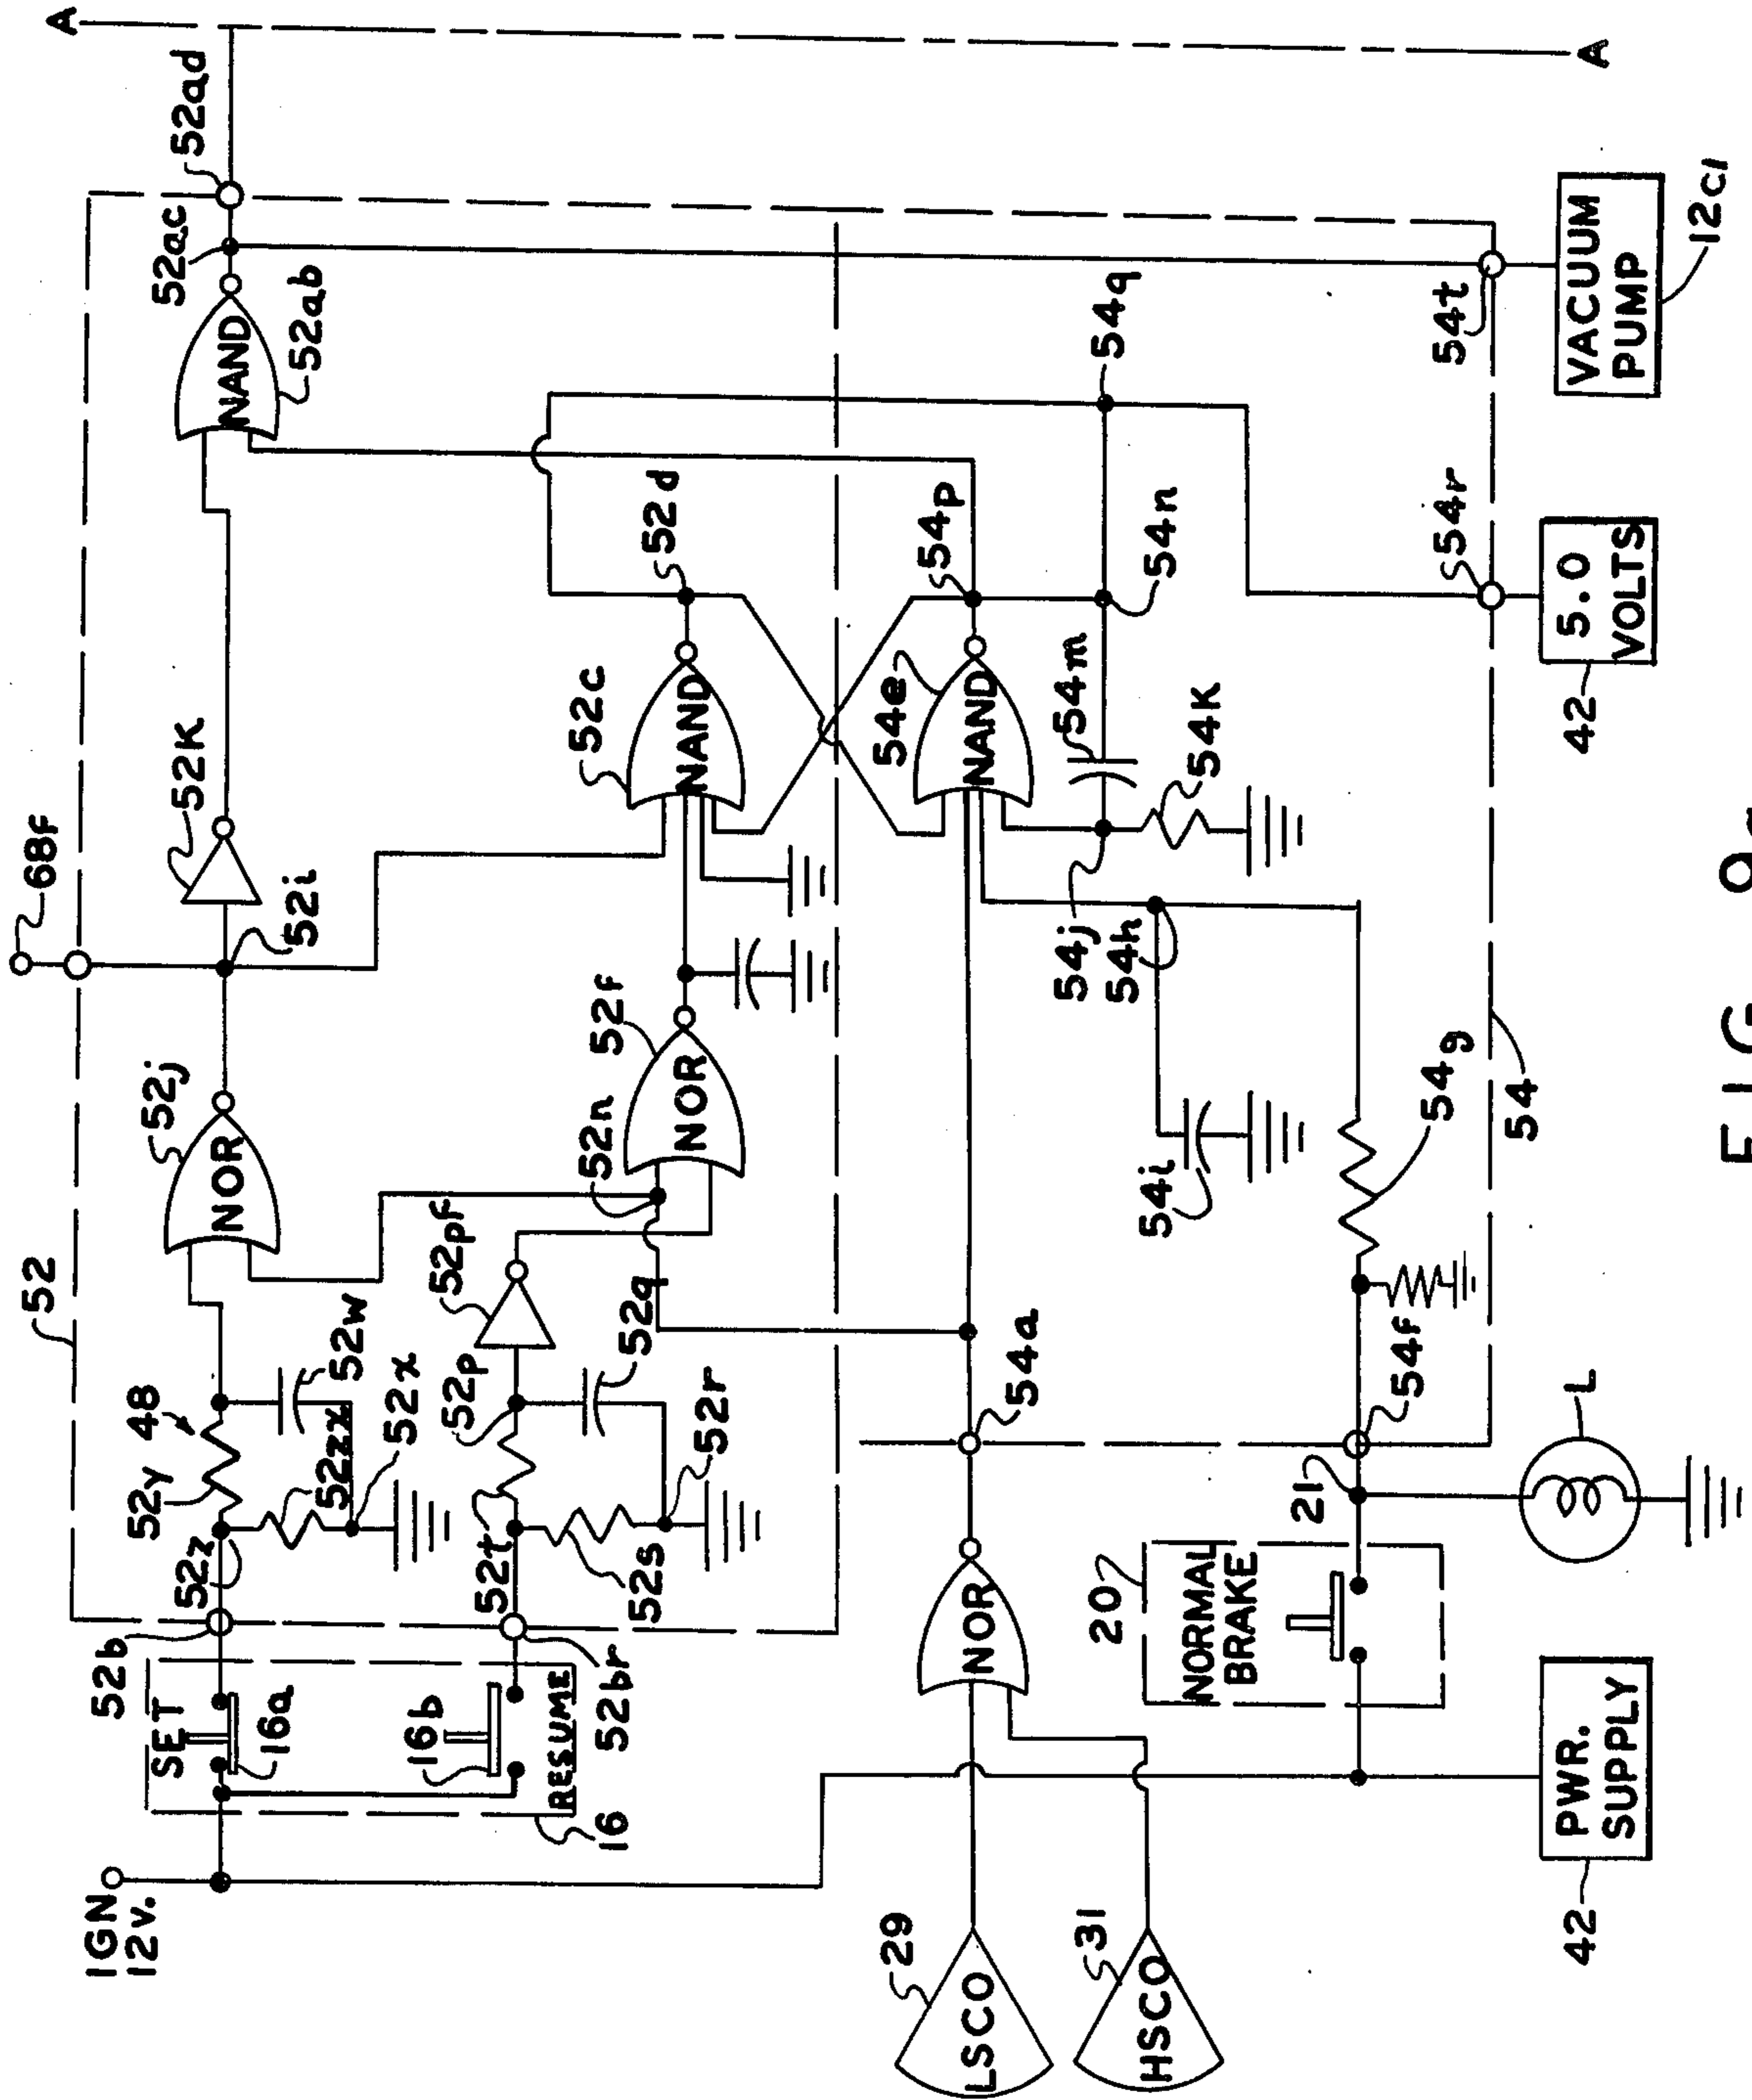 A
52ad
68F
52
52ac
52K
52j
NAND
NOR
52ab
52i
48
52y
52w
52zx
52x
52z
52b
IGN
12v.
SET
16a
16b
RESUME
16
52br
52pF
52p
52q
52t
52s
52r
52n
52f
NOR
52c
NAND
52d
54e
NAND
54p
54m
54n
54q
54K
54j
54h
54i
54a
NOR
29
LSCO
31
HSCO
20
NORMAL
BRAKE
21
54f
54g
54
L
PWR.
SUPPLY
42
54r
5.0
VOLTS
42
54t
VACUUM
PUMP
12c1
A